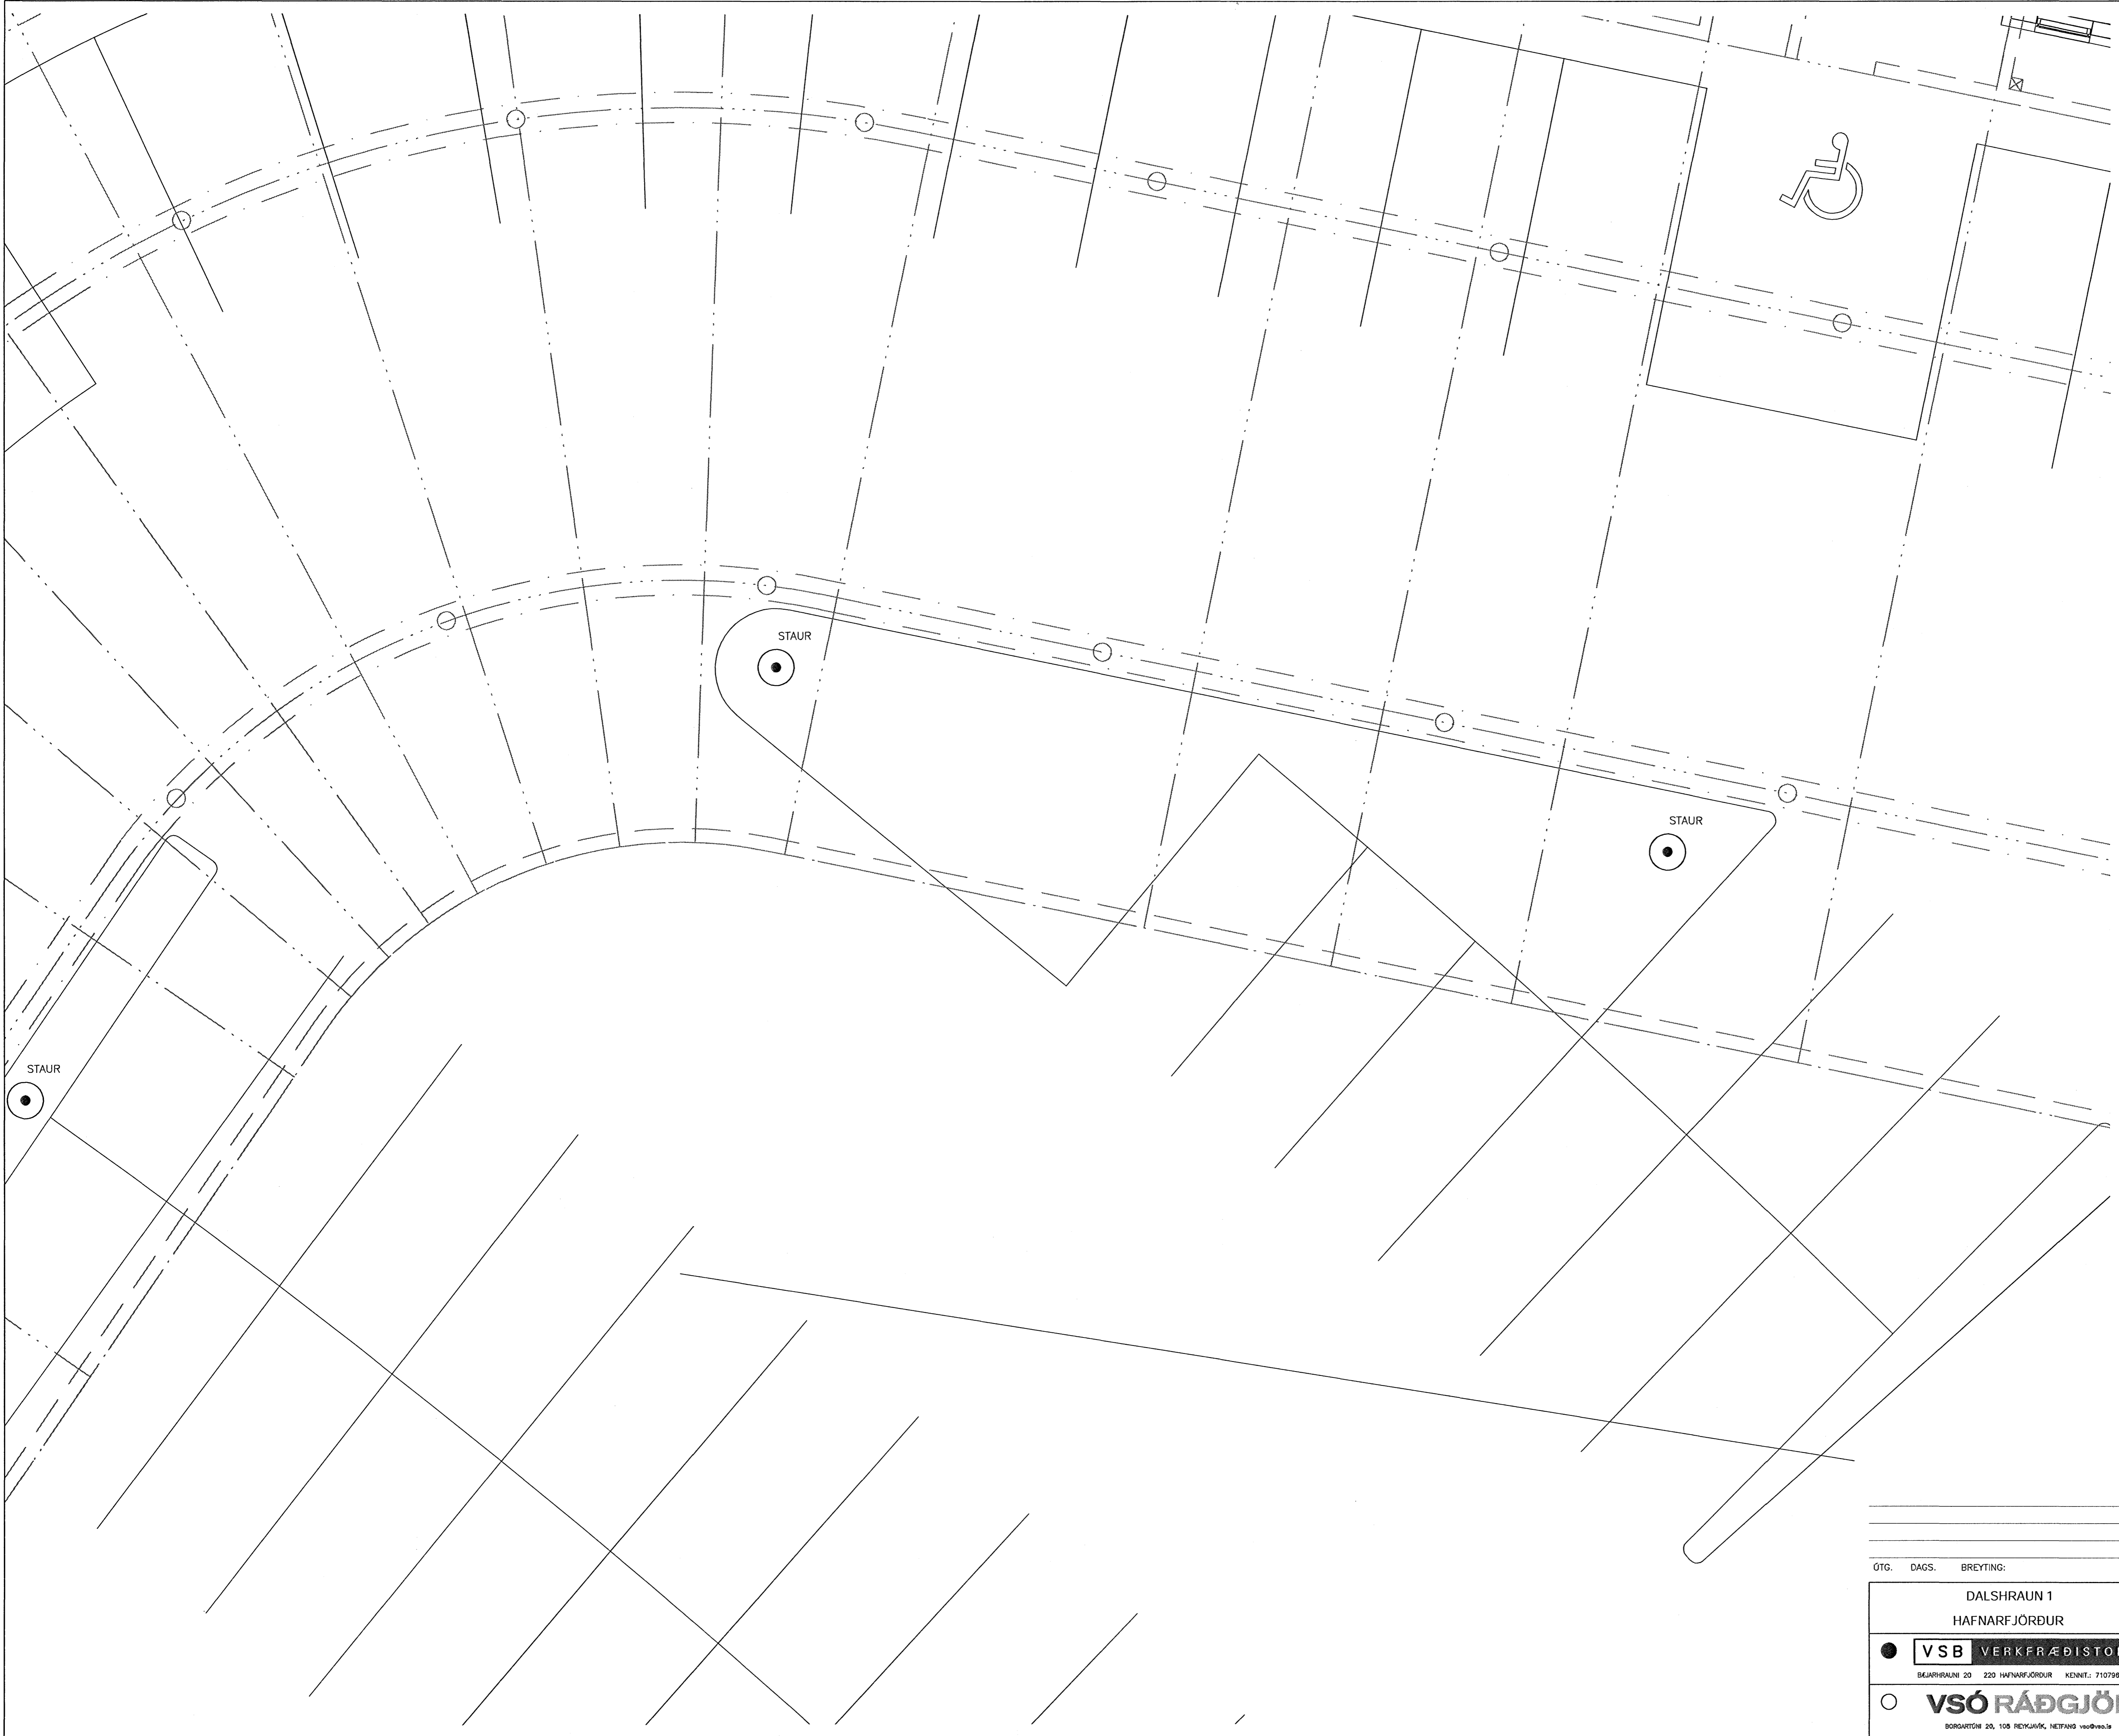 STAUR
STAUR
STAUR
ÚTG. DAGS. BREYTING:
DALSHRAUN 1
HAFNARFJÖRÐUR
VSB VERKFRÆÐISTO
BÆJARHRAUNI 20 220 HAFNARFJÖRÐUR KENNIT.: 710796
VSÓ RÁÐGJÖ
BORGARTÚNI 20, 105 REYKJAVÍK, NETFANG vso@vso.is